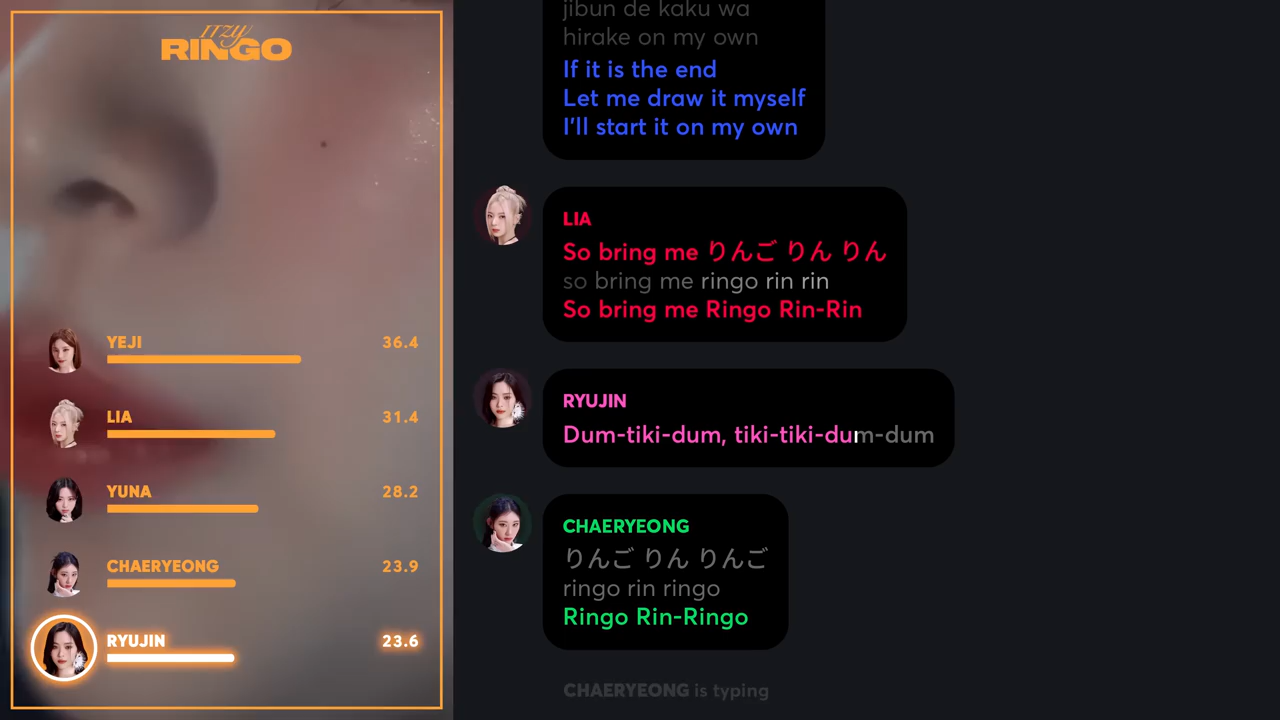 ITZY
RINGO
YEJI 36.4
LIA 31.4
YUNA 28.2
CHAERYEONG 23.9
RYUJIN 23.6
jibun de kaku wa
hirake on my own
If it is the end
Let me draw it myself
I'll start it on my own
LIA
So bring me りんご りん りん
so bring me ringo rin rin
So bring me Ringo Rin-Rin
RYUJIN
Dum-tiki-dum, tiki-tiki-dum-dum
CHAERYEONG
りんご りん りんご
ringo rin ringo
Ringo Rin-Ringo
CHAERYEONG is typing